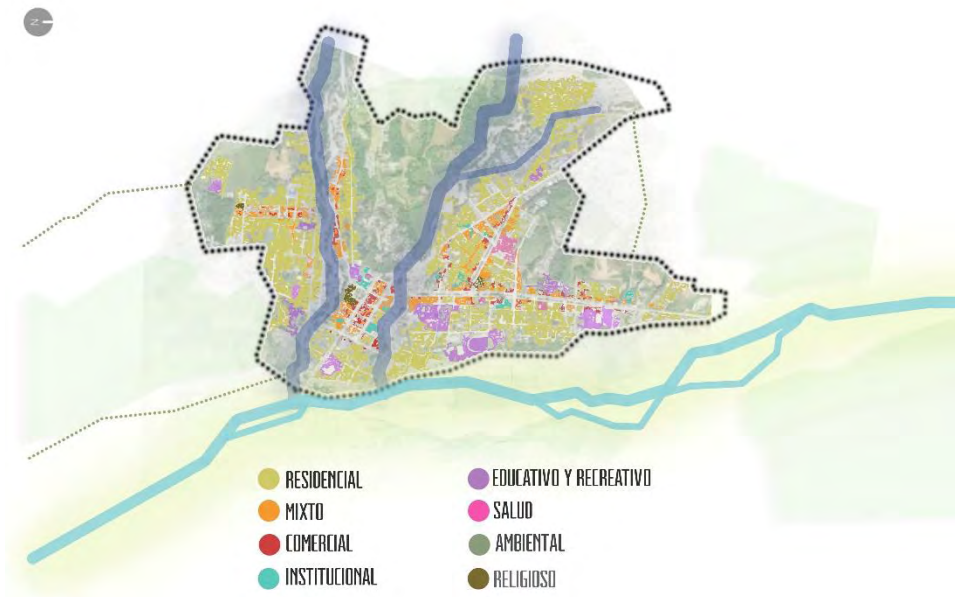 N
RESIDENCIAL
MIXTO
COMERCIAL
INSTITUCIONAL
EDUCATIVO Y RECREATIVO
SALUD
AMBIENTAL
RELIGIOSO